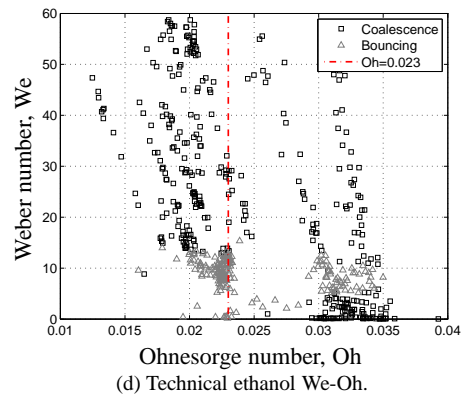 60
50
40
30
20
10
0
Weber number, We
Coalescence
Bouncing
Oh=0.023
0.01 0.015 0.02 0.025 0.03 0.035 0.04
Ohnesorge number, Oh
(d) Technical ethanol We-Oh.